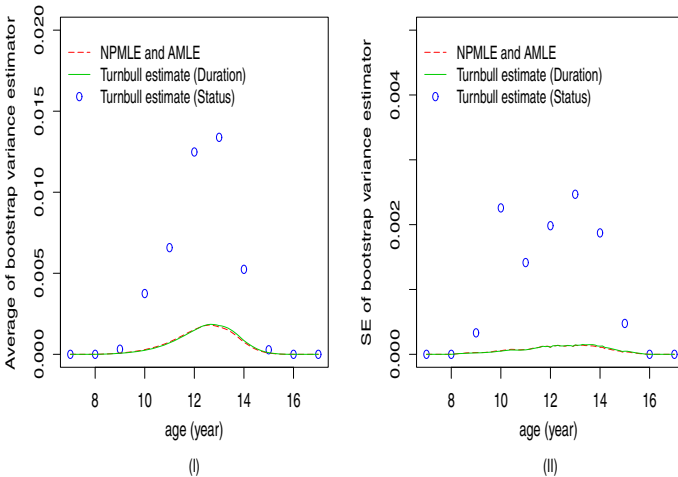 Average of bootstrap variance estimator
0.020
0.015
0.010
0.005
0.000
NPMLE and AMLE
Turnbull estimate (Duration)
Turnbull estimate (Status)
8 10 12 14 16
age (year)
(I)
SE of bootstrap variance estimator
0.004
0.002
0.000
NPMLE and AMLE
Turnbull estimate (Duration)
Turnbull estimate (Status)
8 10 12 14 16
age (year)
(II)